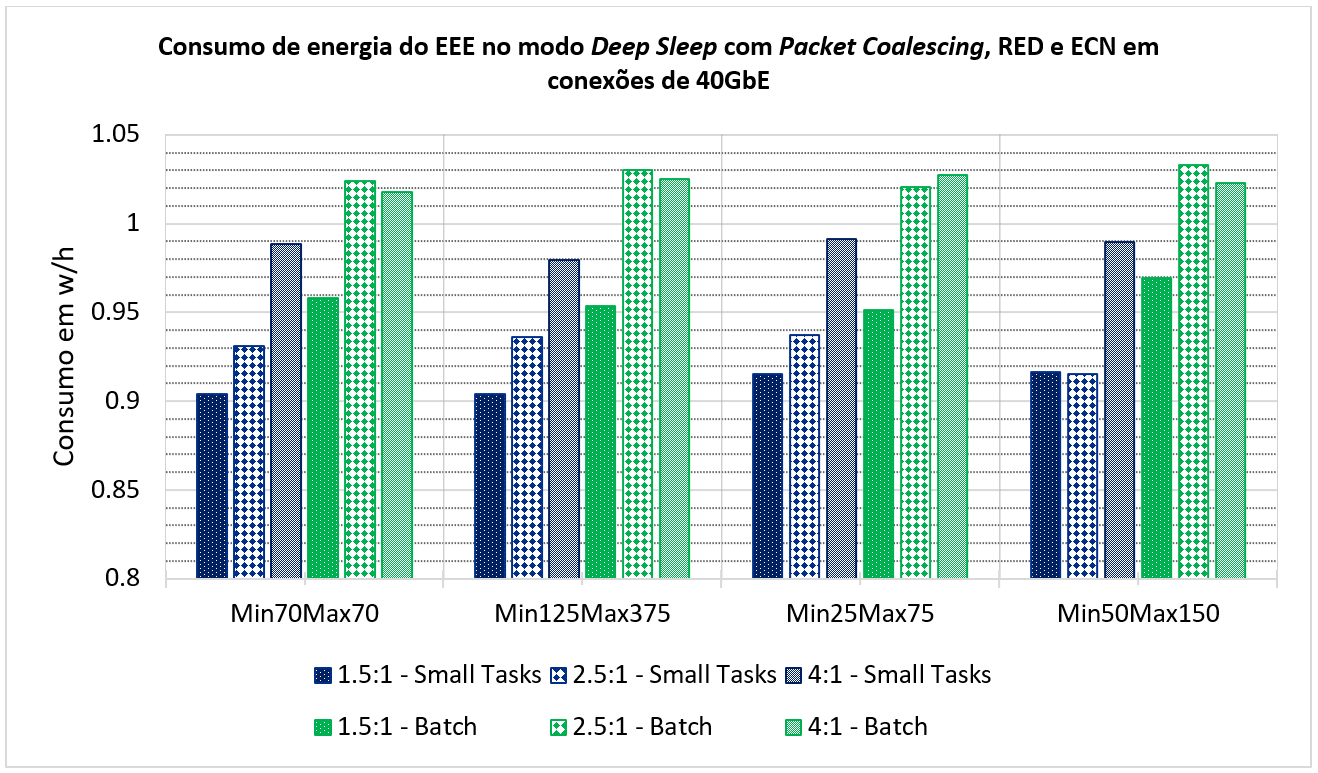 Consumo de energia do EEE no modo Deep Sleep com Packet Coalescing, RED e ECN em
conexões de 40GbE
Consumo em w/h
1.05
1
0.95
0.9
0.85
0.8
Min70Max70
Min125Max375
Min25Max75
Min50Max150
1.5:1 - Small Tasks
2.5:1 - Small Tasks
4:1 - Small Tasks
1.5:1 - Batch
2.5:1 - Batch
4:1 - Batch